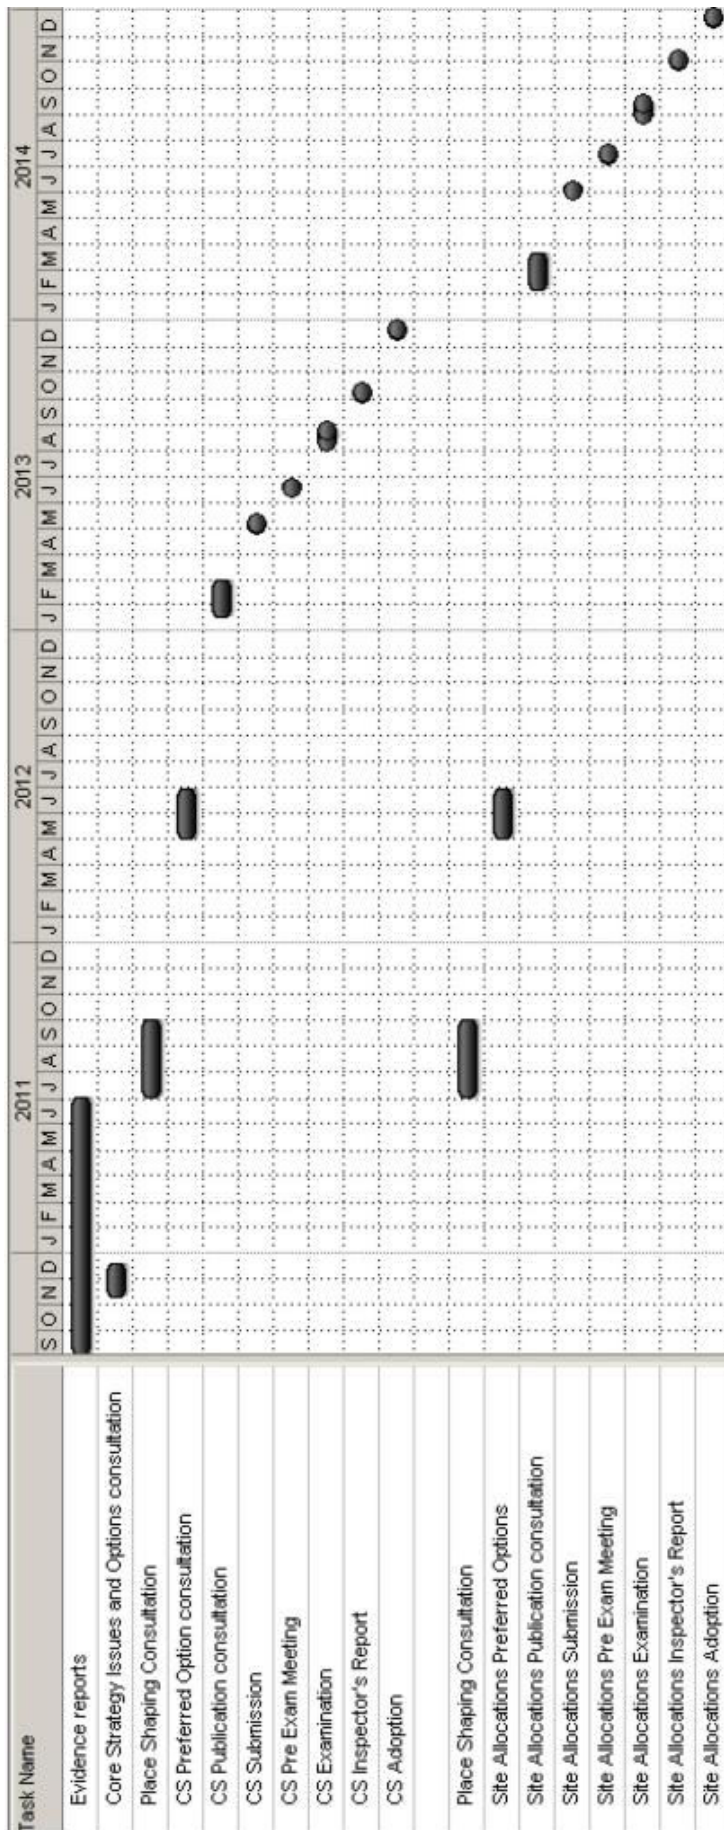 Task Name
2011 2012 2013 2014
S O N D J F M A M J J A S O N D J F M A M J J A S O N D J F M A M J J A S O N D J F M A M J J A S O N D
Evidence reports
Core Strategy Issues and Options consultation
Place Shaping Consultation
CS Preferred Option consultation
CS Publication consultation
CS Submission
CS Pre Exam Meeting
CS Examination
CS Inspector's Report
CS Adoption
Place Shaping Consultation
Site Allocations Preferred Options
Site Allocations Publication consultation
Site Allocations Submission
Site Allocations Pre Exam Meeting
Site Allocations Examination
Site Allocations Inspector's Report
Site Allocations Adoption